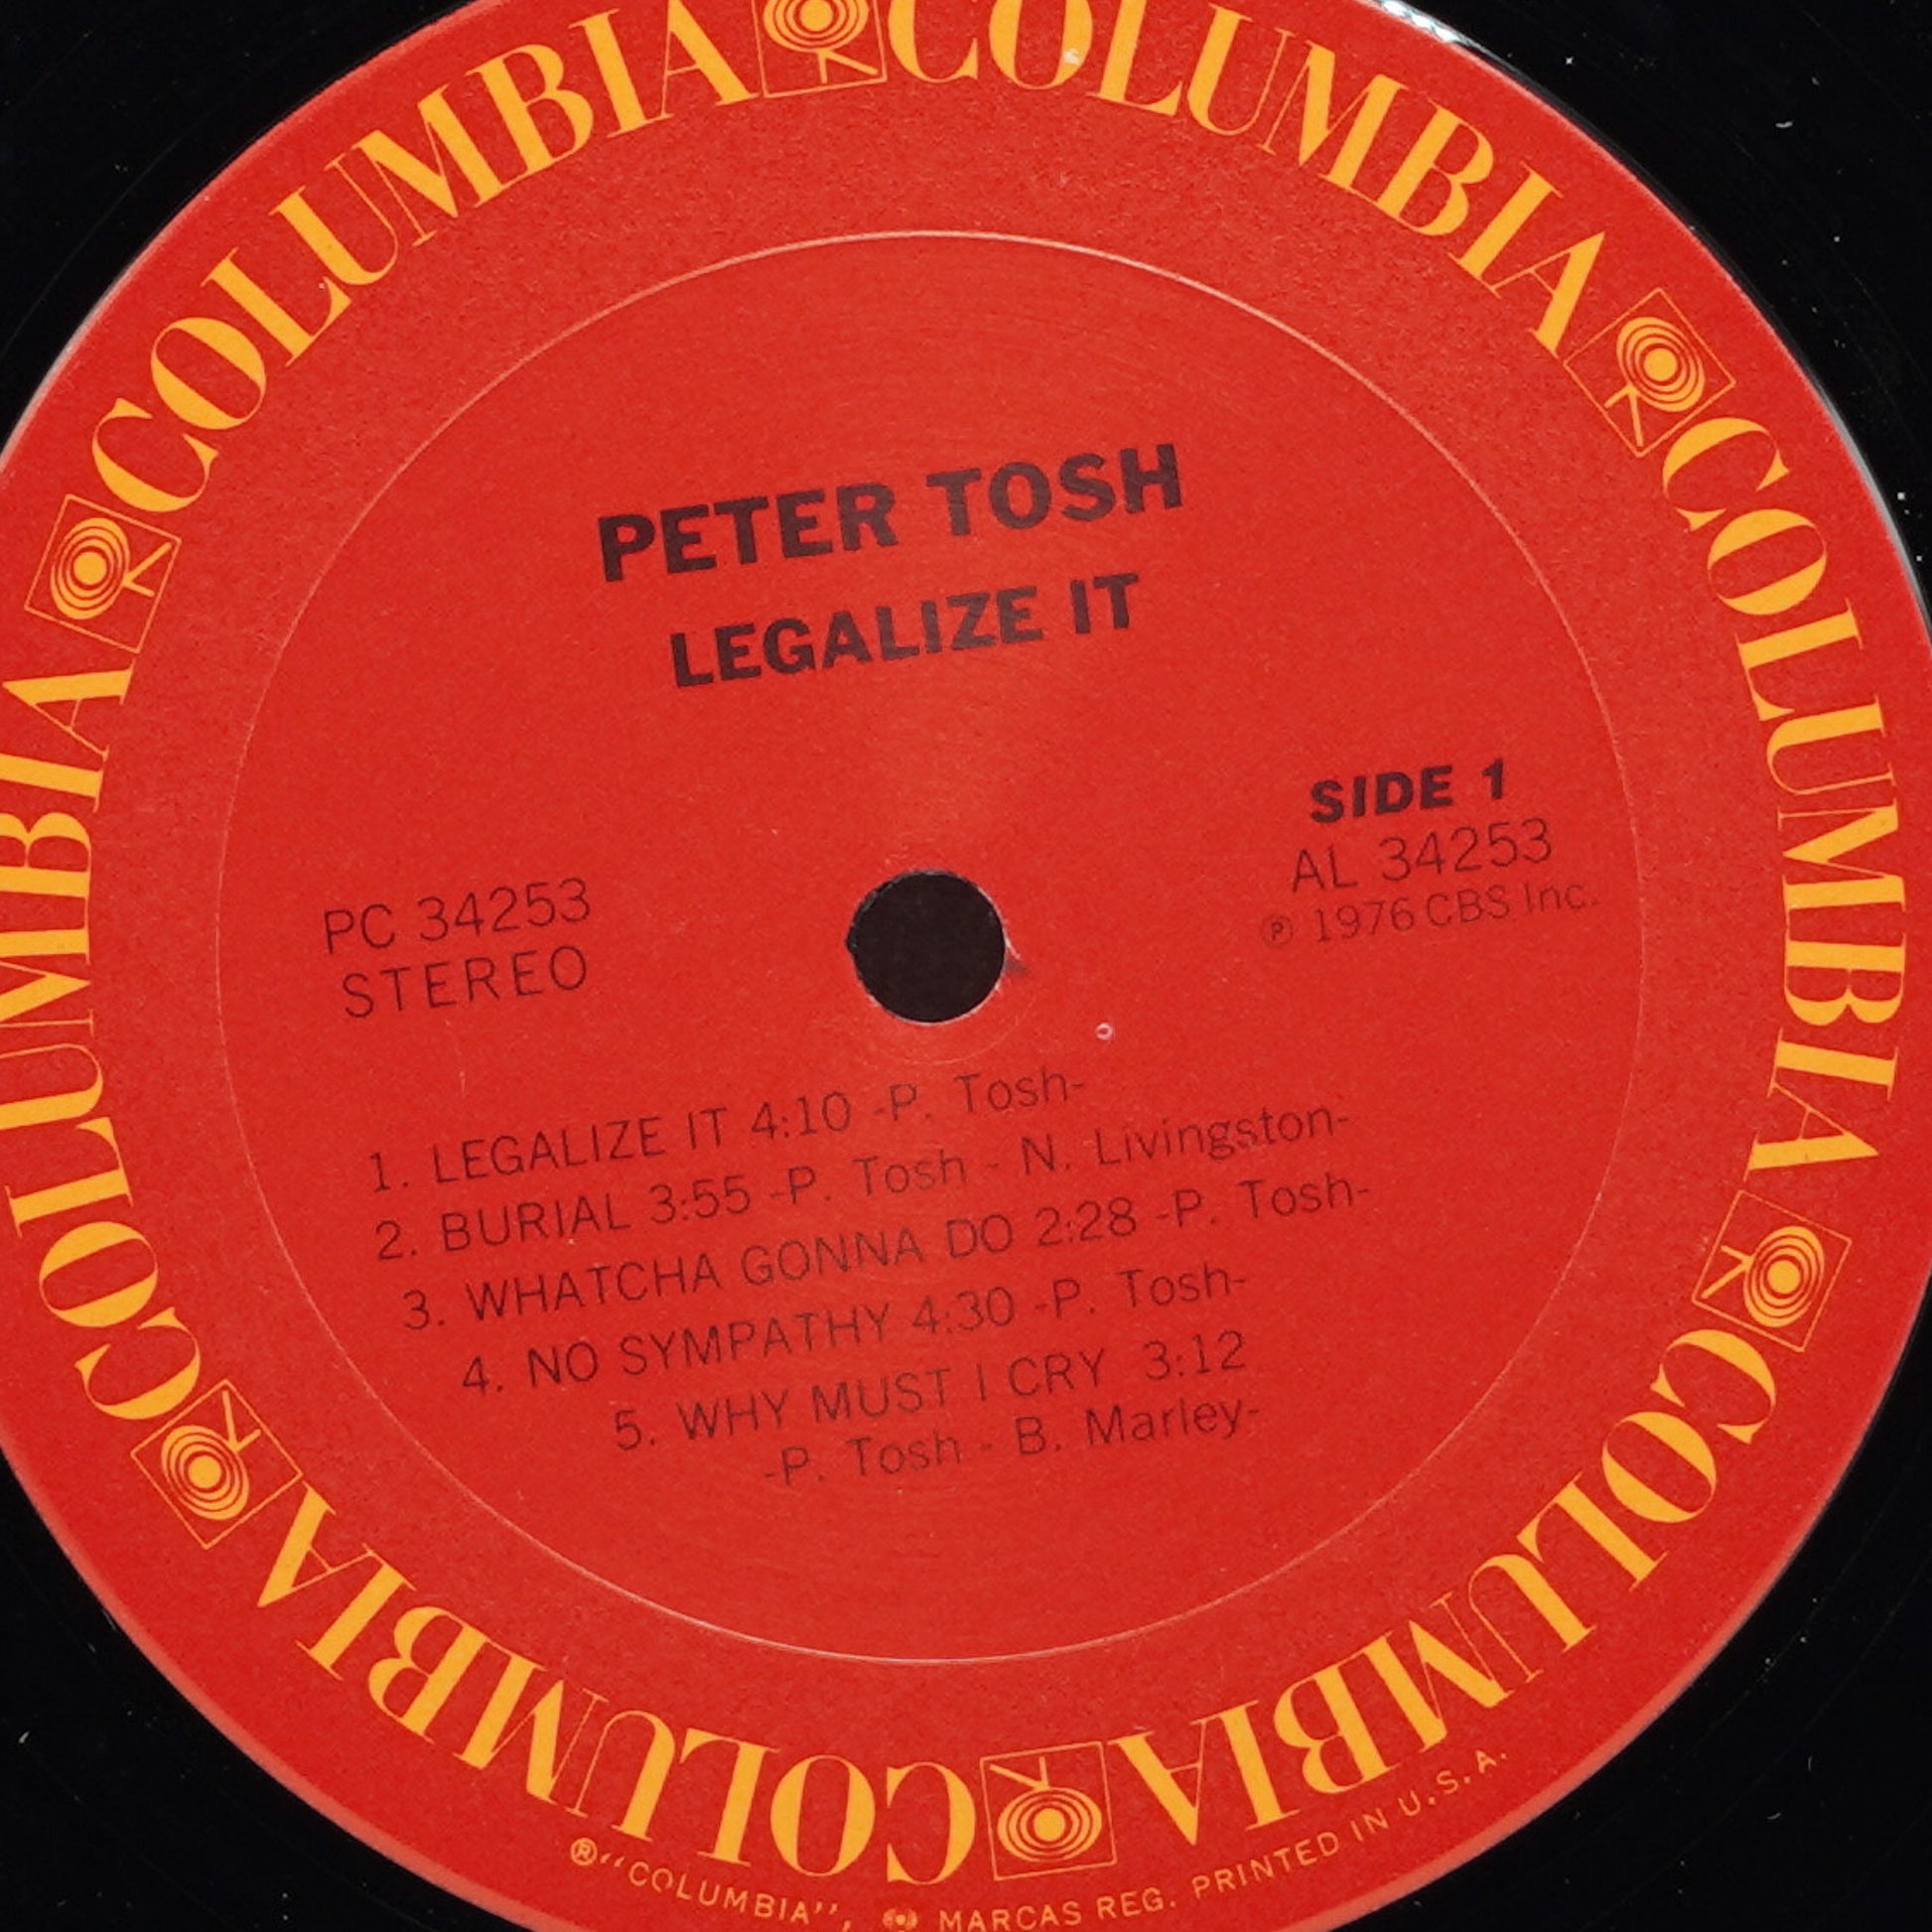 COLUMBIA COLUMBIA COLUMBIA COLUMBIA COLUMBIA COLUMBIA
PETER TOSH
LEGALIZE IT
SIDE 1
AL 34253
℗ 1976 CBS Inc.
PC 34253
STEREO
1. LEGALIZE IT 4:10 -P. Tosh-
2. BURIAL 3:55 -P. Tosh - N. Livingston-
3. WHATCHA GONNA DO 2:28 -P. Tosh-
4. NO SYMPATHY 4:30 -P. Tosh-
5. WHY MUST I CRY 3:12
-P. Tosh - B. Marley-
®“COLUMBIA”, MARCAS REG. PRINTED IN U.S.A.